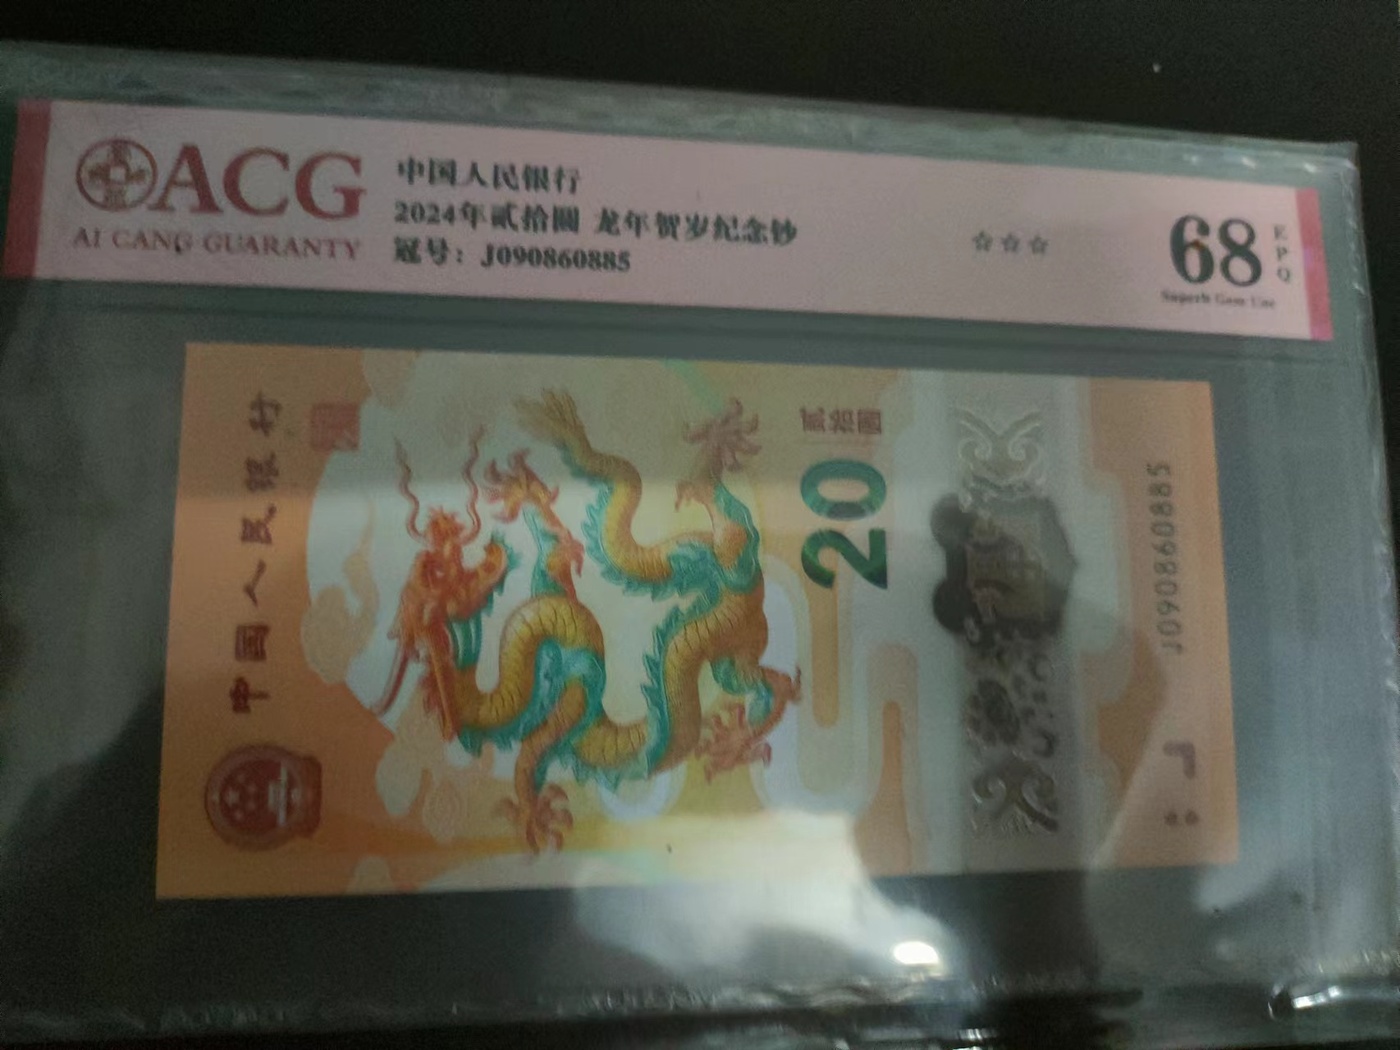 ACG
AI CANG GUARANTY
中国人民银行
2024年贰拾圆 龙年贺岁纪念钞
冠号：J090860885
☆☆☆
68
EPQ
Superb Gem Unc
中国人民银行
贰拾圆
20
J090860885